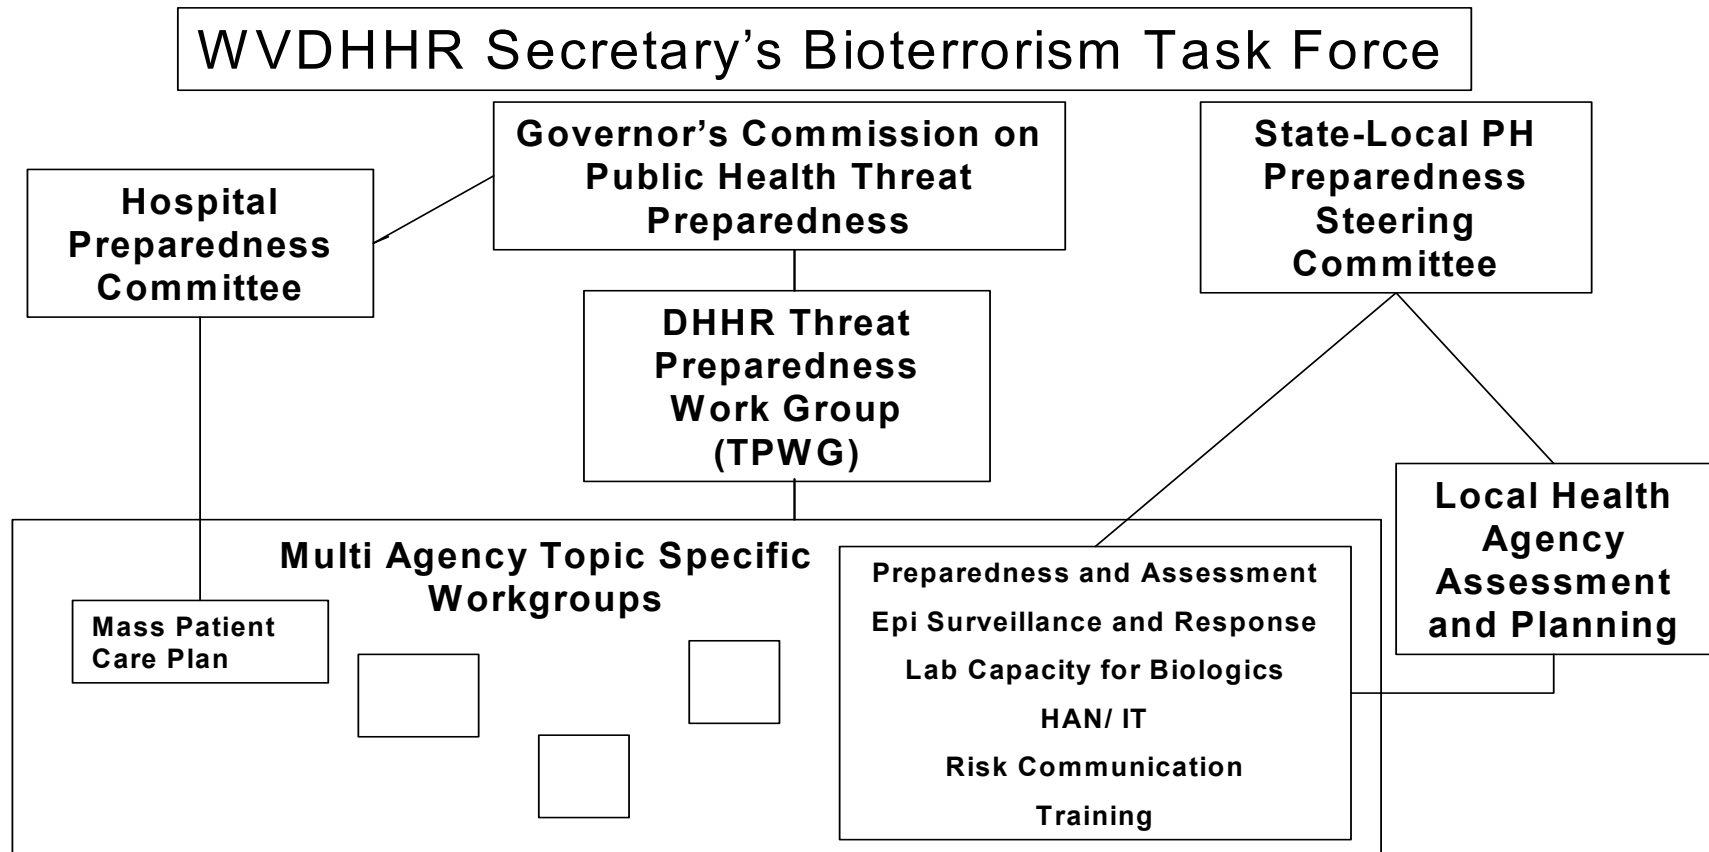 WVDHHR Secretary’s Bioterrorism Task Force
Governor’s Commission on
Public Health Threat
Preparedness
State-Local PH
Preparedness
Steering
Committee
Hospital
Preparedness
Committee
DHHR Threat
Preparedness
Work Group
(TPWG)
Local Health
Agency
Assessment
and Planning
Multi Agency Topic Specific
Workgroups
Mass Patient
Care Plan
Preparedness and Assessment
Epi Surveillance and Response
Lab Capacity for Biologics
HAN/ IT
Risk Communication
Training